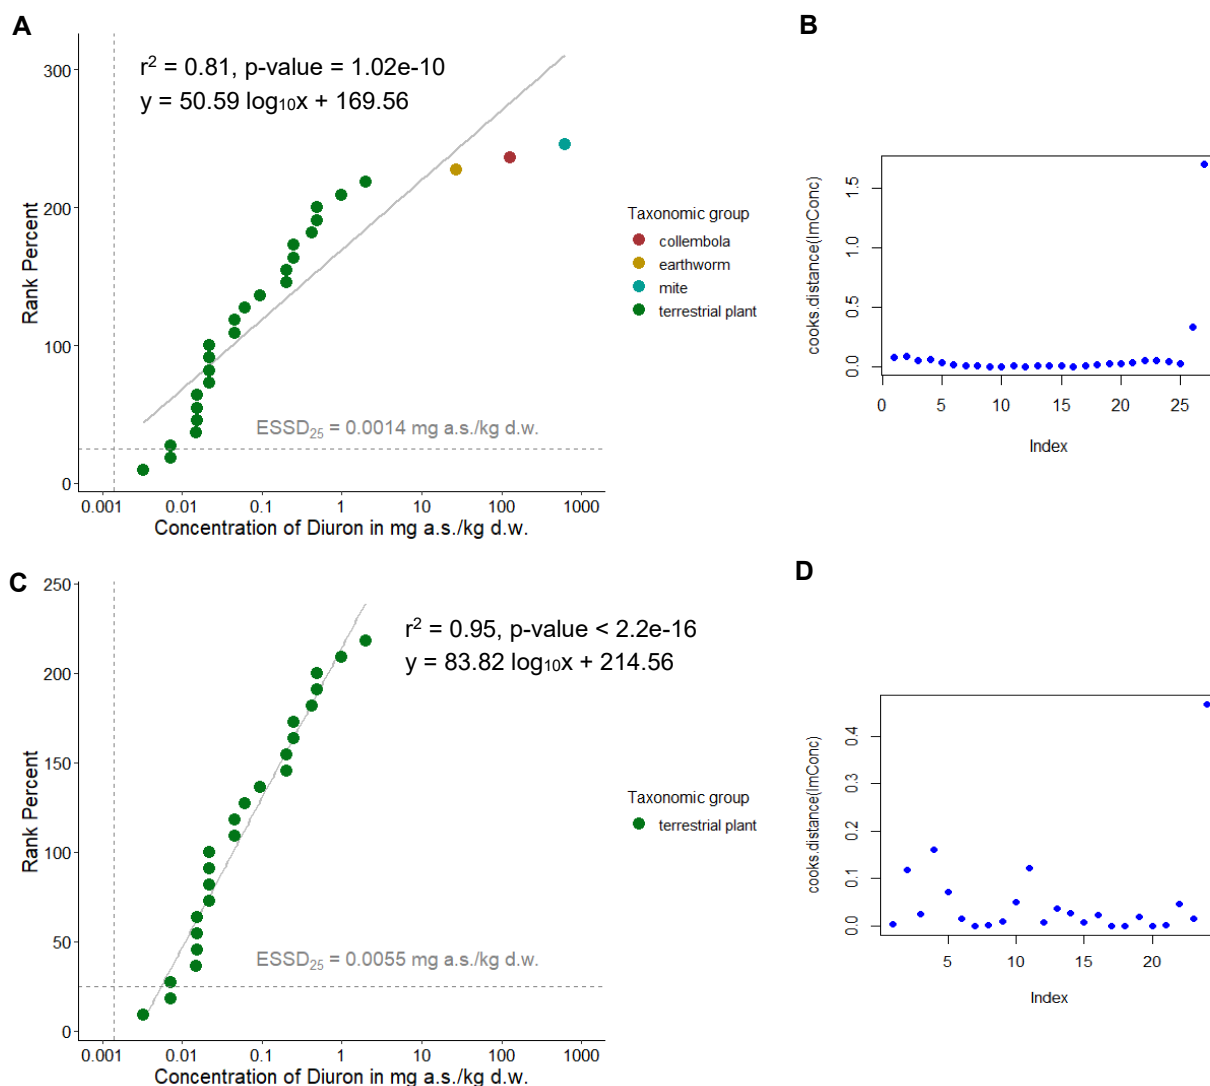 A
r² = 0.81, p-value = 1.02e-10
y = 50.59 log₁₀x + 169.56
Rank Percent
300
200
100
0
ESSD₂₅ = 0.0014 mg a.s./kg d.w.
0.001 0.01 0.1 1 10 100 1000
Concentration of Diuron in mg a.s./kg d.w.
Taxonomic group
collembola
earthworm
mite
terrestrial plant
B
cooks.distance(lmConc)
1.5
0.5
0.0
0 5 10 15 20 25
Index
C
r² = 0.95, p-value < 2.2e-16
y = 83.82 log₁₀x + 214.56
Rank Percent
250
200
150
100
50
0
ESSD₂₅ = 0.0055 mg a.s./kg d.w.
0.001 0.01 0.1 1 10 100 1000
Concentration of Diuron in mg a.s./kg d.w.
Taxonomic group
terrestrial plant
D
cooks.distance(lmConc)
0.4
0.3
0.2
0.1
0.0
5 10 15 20
Index